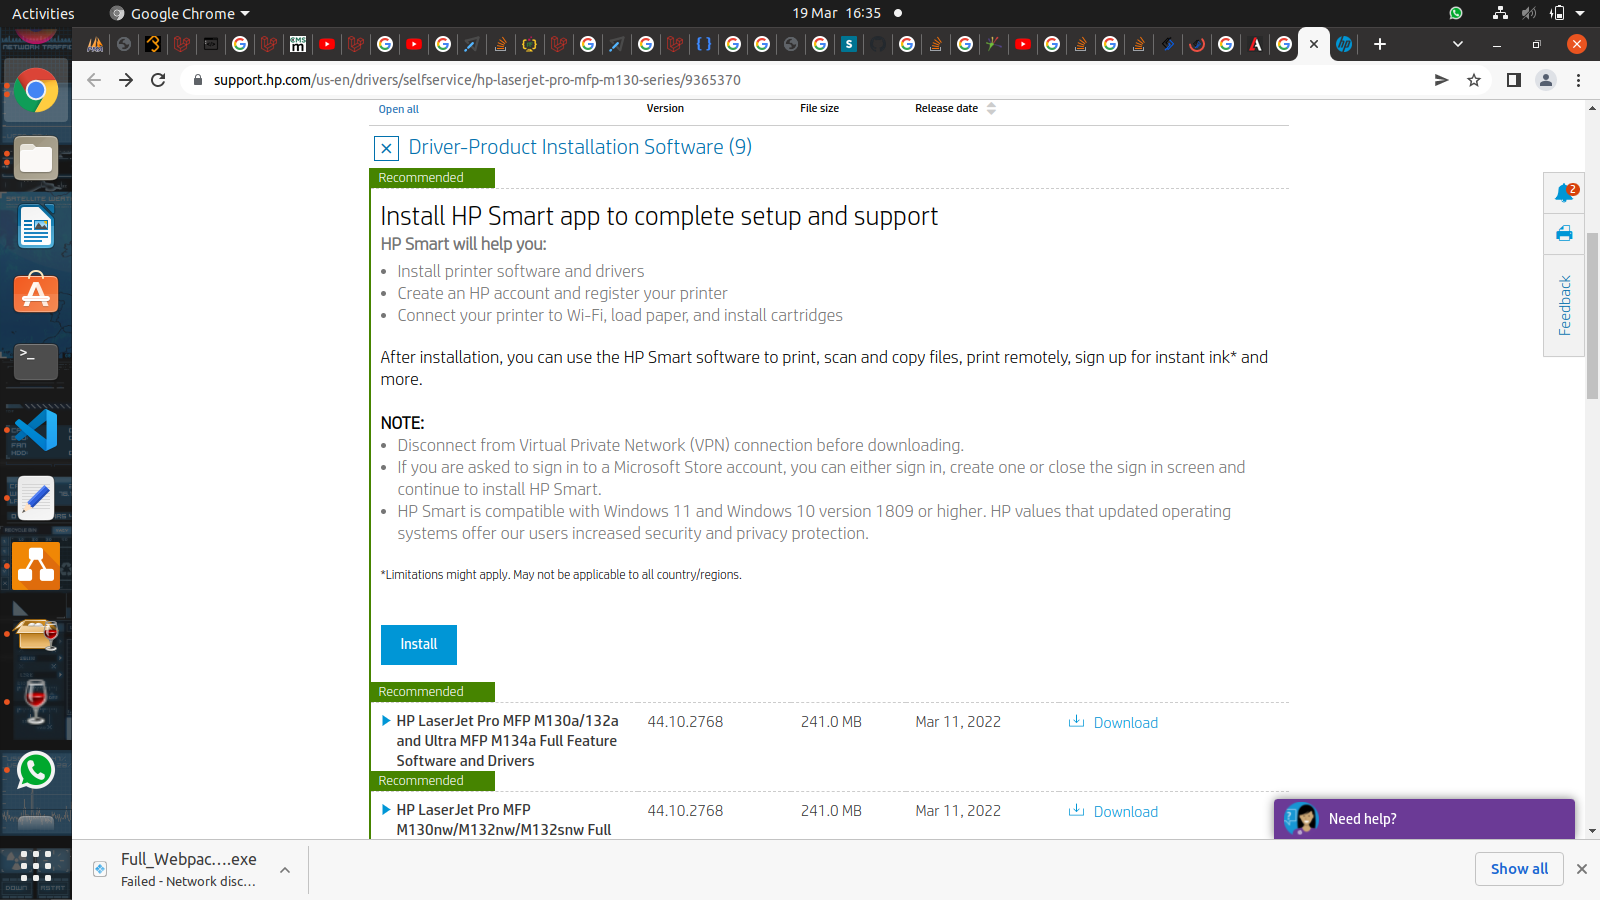 Activities
Google Chrome
19 Mar 16:35
support.hp.com/us-en/drivers/selfservice/hp-laserjet-pro-mfp-m130-series/9365370
Open all
Version
File size
Release date
Driver-Product Installation Software (9)
Recommended
Install HP Smart app to complete setup and support
HP Smart will help you:
• Install printer software and drivers
• Create an HP account and register your printer
• Connect your printer to Wi-Fi, load paper, and install cartridges
After installation, you can use the HP Smart software to print, scan and copy files, print remotely, sign up for instant ink* and
more.
NOTE:
• Disconnect from Virtual Private Network (VPN) connection before downloading.
• If you are asked to sign in to a Microsoft Store account, you can either sign in, create one or close the sign in screen and
continue to install HP Smart.
• HP Smart is compatible with Windows 11 and Windows 10 version 1809 or higher. HP values that updated operating
systems offer our users increased security and privacy protection.
*Limitations might apply. May not be applicable to all country/regions.
Install
Recommended
HP LaserJet Pro MFP M130a/132a
and Ultra MFP M134a Full Feature
Software and Drivers
44.10.2768
241.0 MB
Mar 11, 2022
Download
Recommended
HP LaserJet Pro MFP
M130nw/M132nw/M132snw Full
44.10.2768
241.0 MB
Mar 11, 2022
Download
2
Feedback
Need help?
Full_Webpac....exe
Failed - Network disc...
Show all